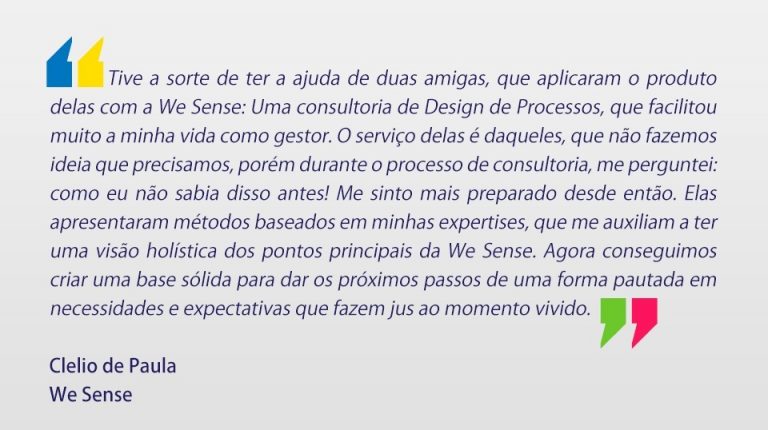 Tive a sorte de ter a ajuda de duas amigas, que aplicaram o produto
delas com a We Sense: Uma consultoria de Design de Processos, que facilitou
muito a minha vida como gestor. O serviço delas é daqueles, que não fazemos
ideia que precisamos, porém durante o processo de consultoria, me perguntei:
como eu não sabia disso antes! Me sinto mais preparado desde então. Elas
apresentaram métodos baseados em minhas expertises, que me auxiliam a ter
uma visão holística dos pontos principais da We Sense. Agora conseguimos
criar uma base sólida para dar os próximos passos de uma forma pautada em
necessidades e expectativas que fazem jus ao momento vivido.
Clelio de Paula
We Sense